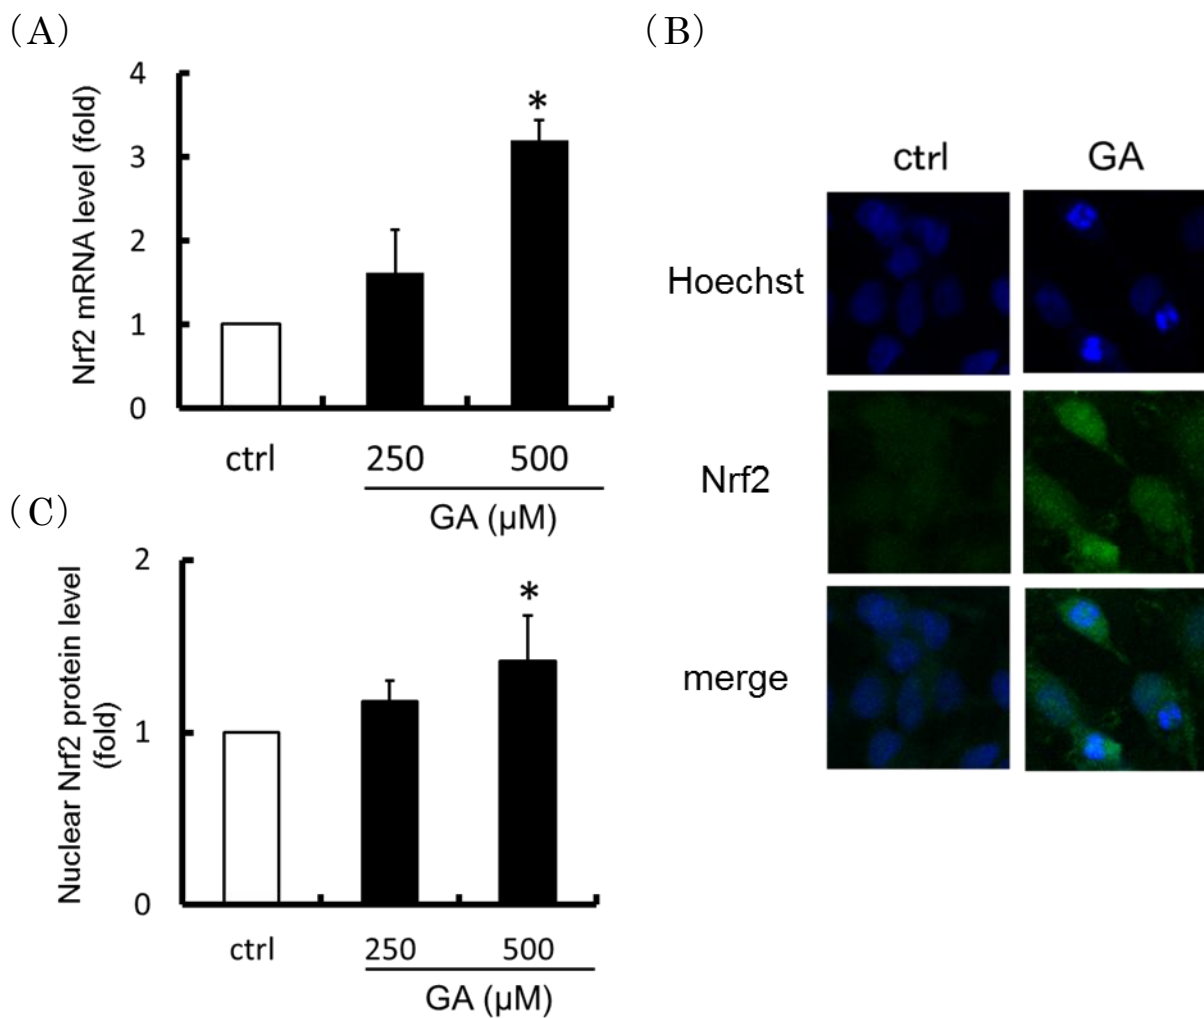 (A)
Nrf2 mRNA level (fold)
4
3
2
1
0
*
ctrl
250
500
GA (μM)
(B)
ctrl
GA
Hoechst
Nrf2
merge
(C)
Nuclear Nrf2 protein level
(fold)
2
1
0
*
ctrl
250
500
GA (μM)